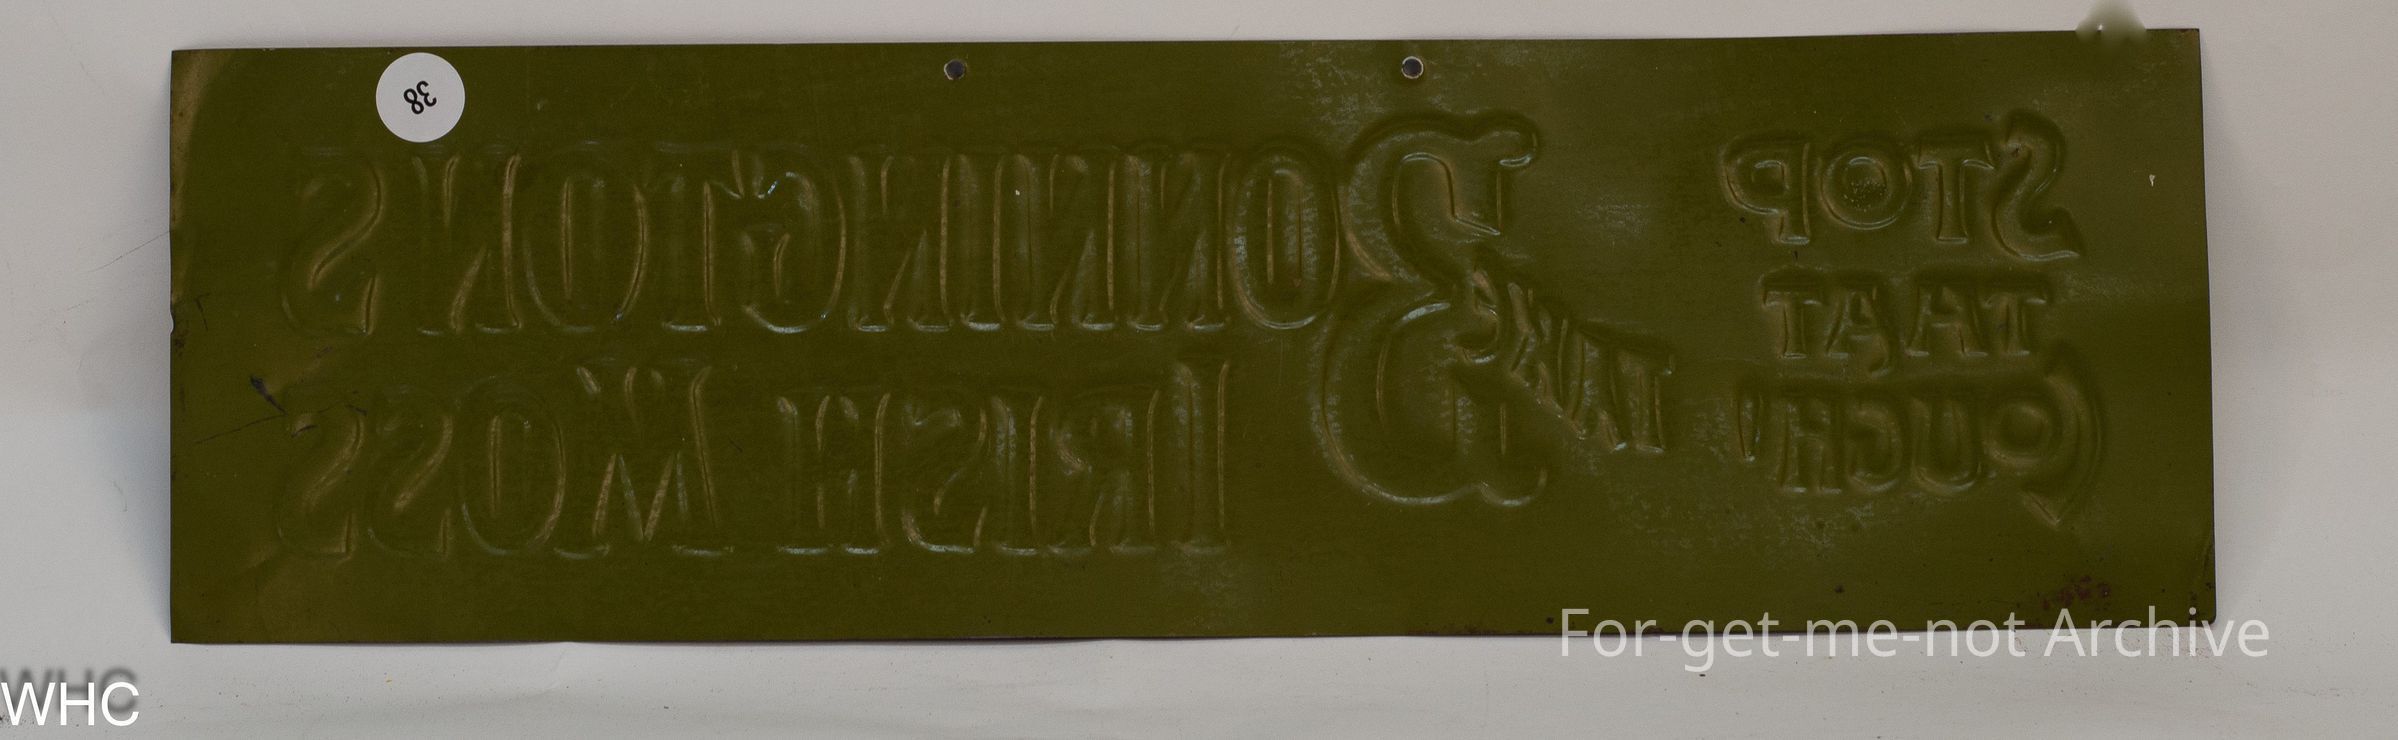 38
STOP
THAT
COUGH!
TAKE
BONNINGTON'S
IRISH MOSS
For-get-me-not Archive
WHC